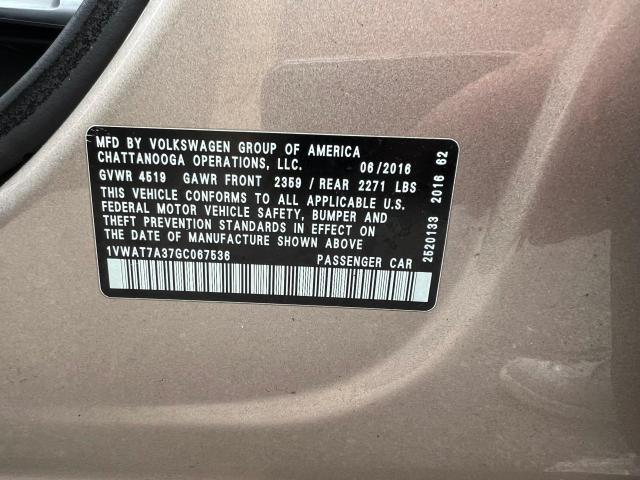 MFD BY VOLKSWAGEN GROUP OF AMERICA
CHATTANOOGA OPERATIONS, LLC. 06/2016
GVWR 4519 GAWR FRONT 2359 / REAR 2271 LBS
THIS VEHICLE CONFORMS TO ALL APPLICABLE U.S.
FEDERAL MOTOR VEHICLE SAFETY, BUMPER AND
THEFT PREVENTION STANDARDS IN EFFECT ON
THE DATE OF MANUFACTURE SHOWN ABOVE
1VWAT7A37GC067536 PASSENGER CAR
2520133 2016 62